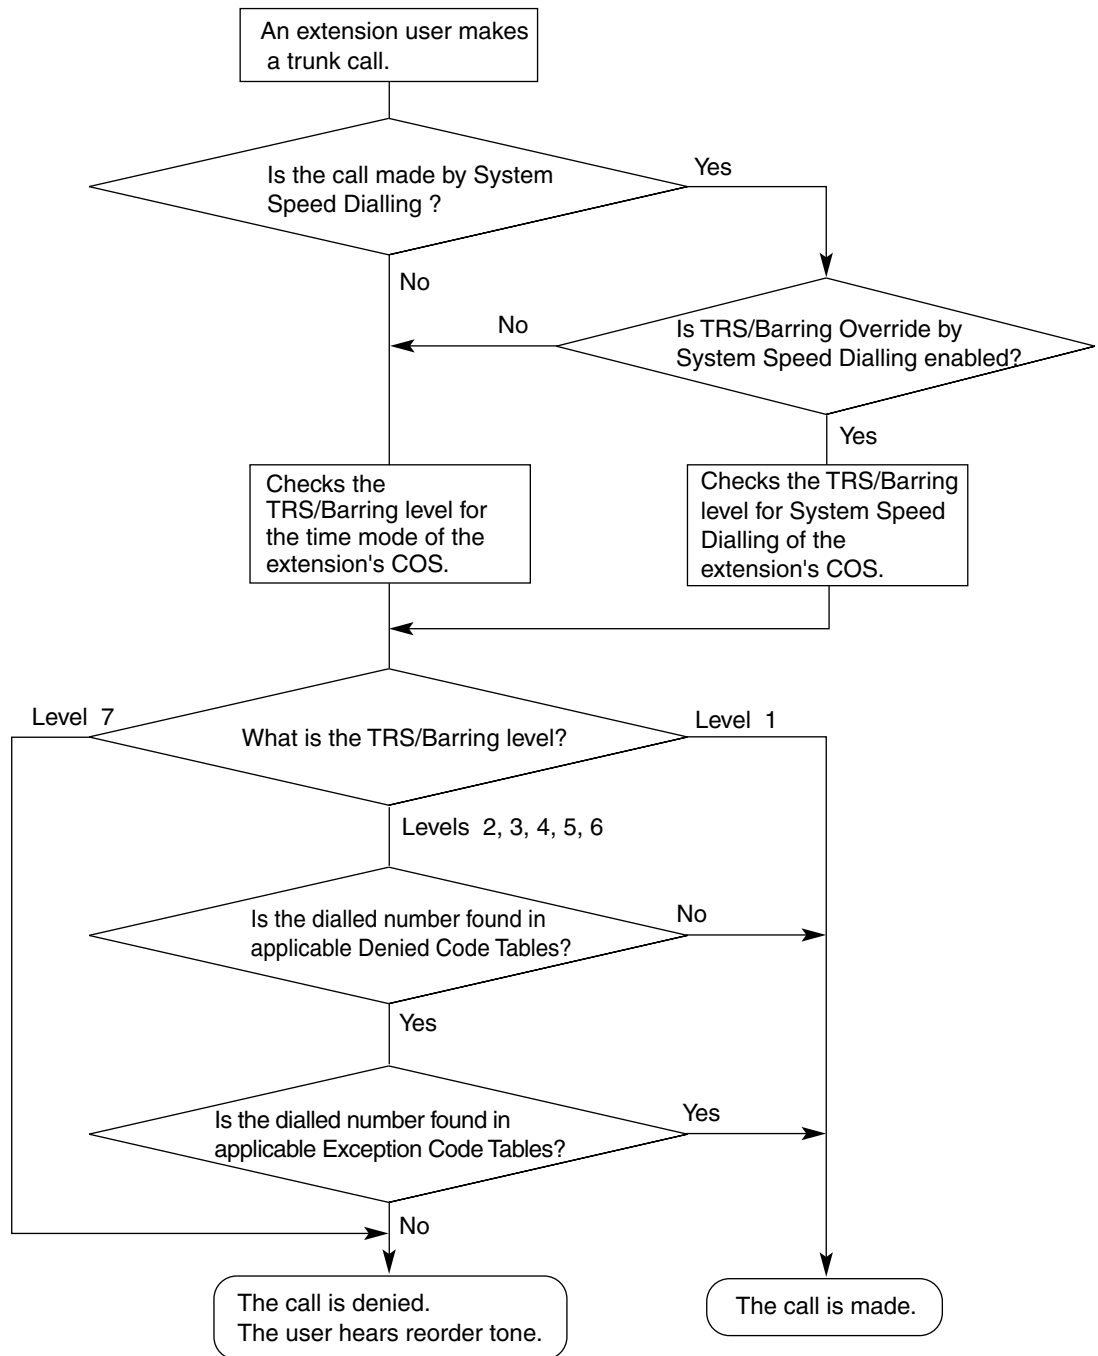 An extension user makes
a trunk call.
Is the call made by System
Speed Dialling ?
Yes
No
Is TRS/Barring Override by
System Speed Dialling enabled?
No
Yes
Checks the
TRS/Barring level for
the time mode of the
extension's COS.
Checks the TRS/Barring
level for System Speed
Dialling of the
extension's COS.
Level 7
What is the TRS/Barring level?
Level 1
Levels 2, 3, 4, 5, 6
Is the dialled number found in
applicable Denied Code Tables?
No
Yes
Is the dialled number found in
applicable Exception Code Tables?
Yes
No
The call is denied.
The user hears reorder tone.
The call is made.